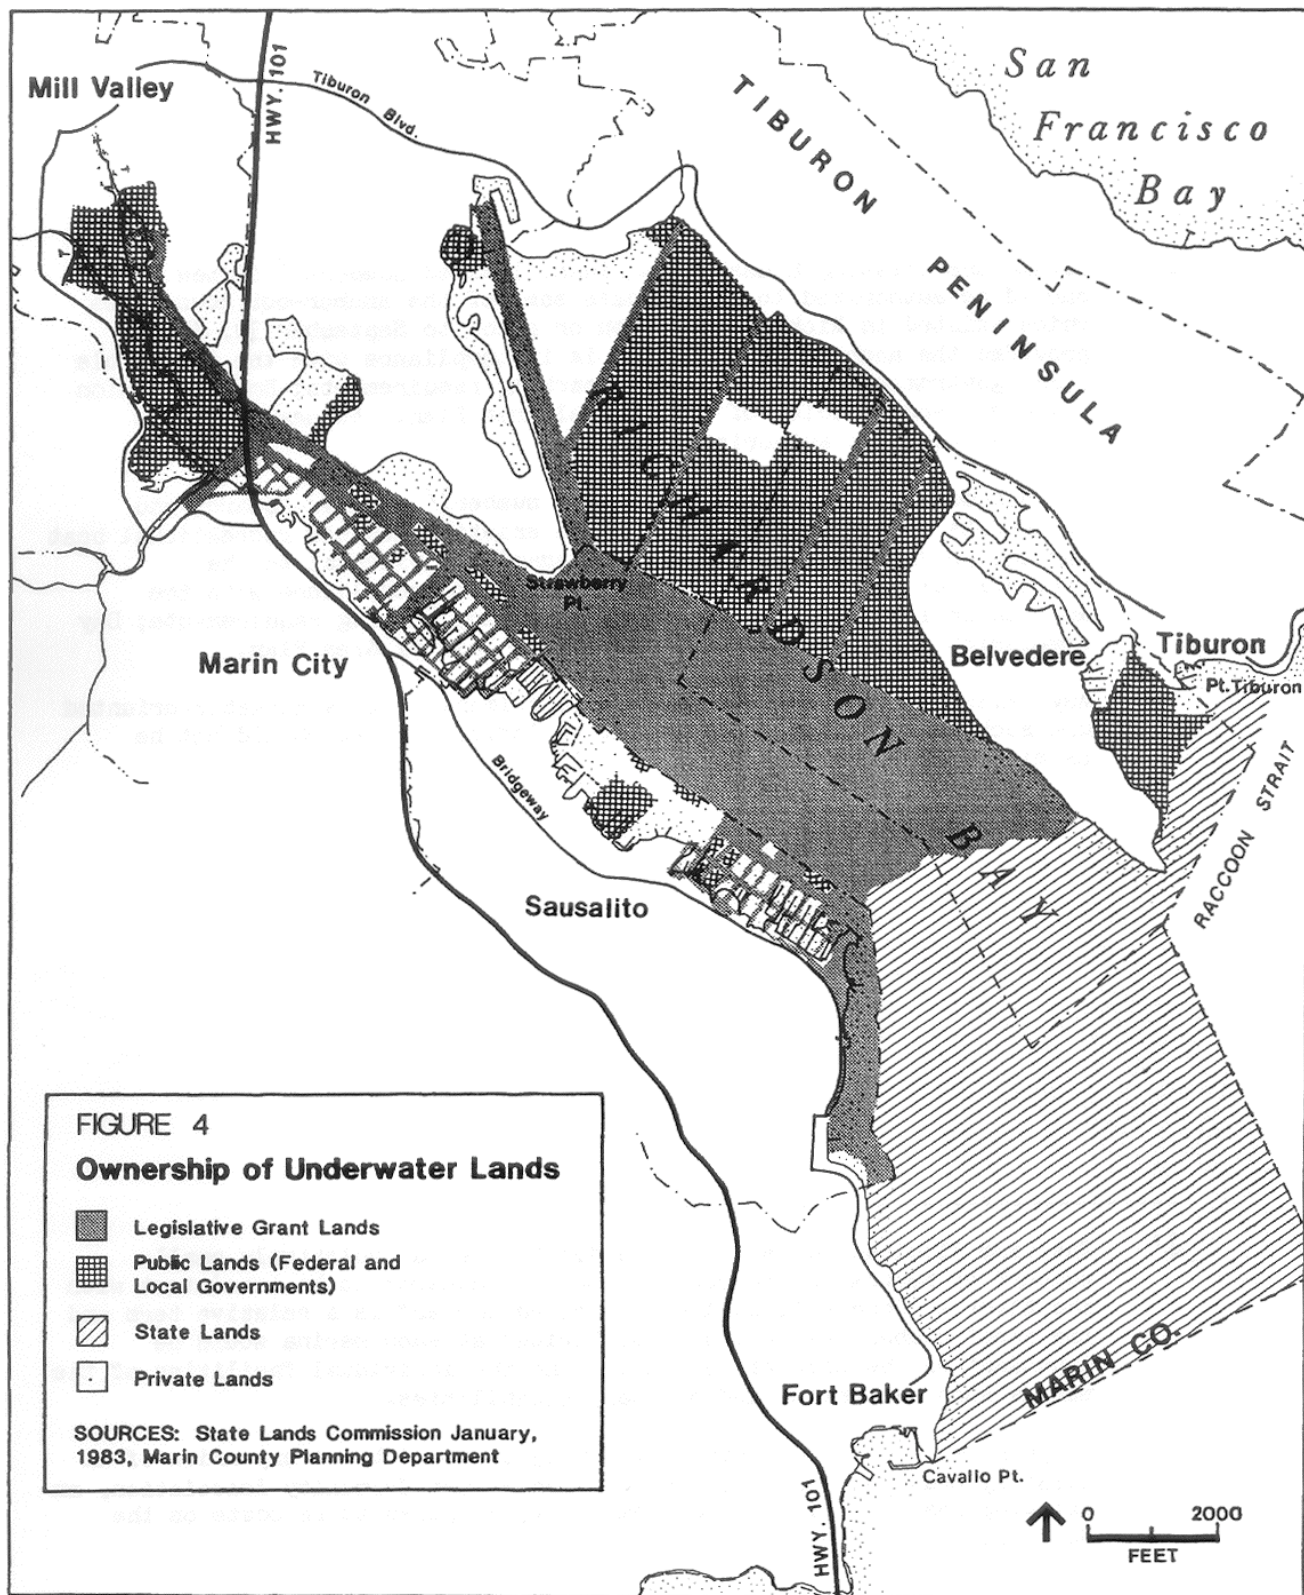 San
Francisco
Bay
Mill Valley
HWY. 101
Tiburon Blvd.
TIBURON
PENINSULA
RICHARDSON
BAY
Strawberry
Pt.
Marin City
Belvedere
Tiburon
Pt. Tiburon
RACCOON STRAIT
Bridgeway
Sausalito
FIGURE 4
Ownership of Underwater Lands
Legislative Grant Lands
Public Lands (Federal and
Local Governments)
State Lands
Private Lands
SOURCES: State Lands Commission January,
1983, Marin County Planning Department
Fort Baker
MARIN CO.
Cavallo Pt.
HWY. 101
0 2000
FEET